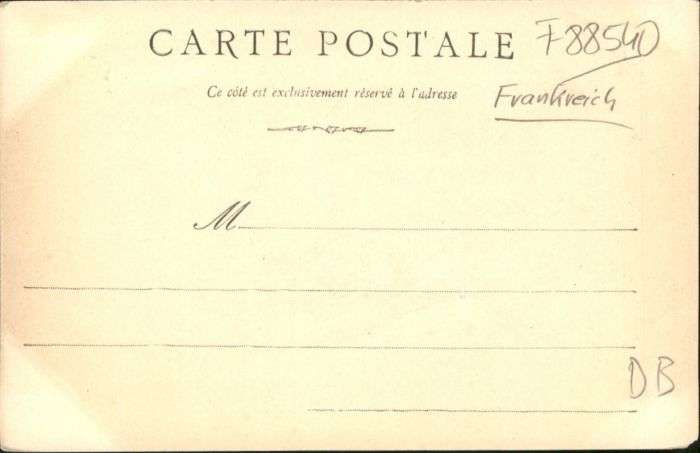 CARTE POSTALE F88540
Ce côté est exclusivement réservé à l'adresse Frankreich
M
DB